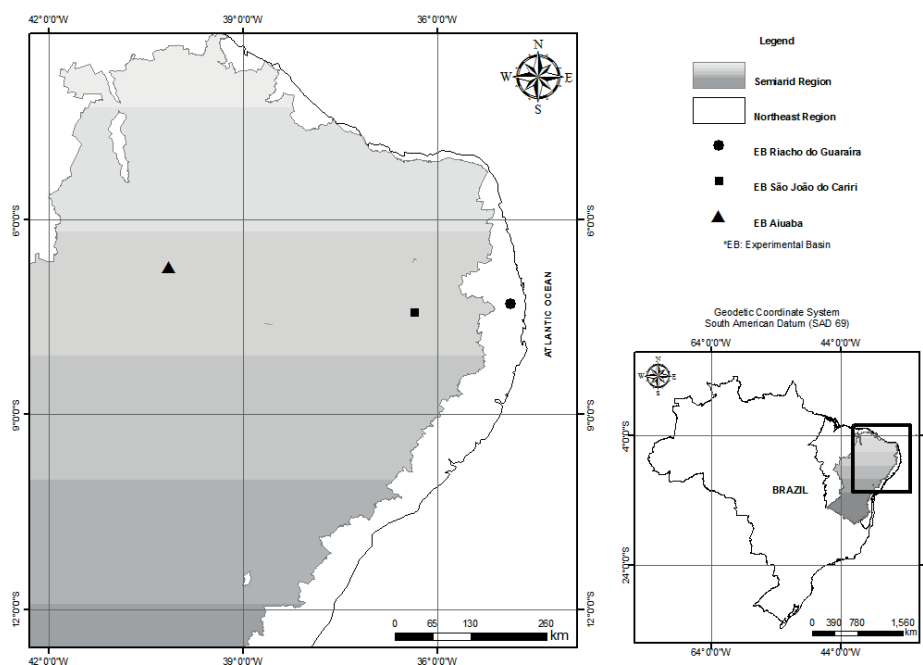 42°0'0"W
39°0'0"W
36°0'0"W
N
W
E
S
6°0'0"S
9°0'0"S
12°0'0"S
6°0'0"S
9°0'0"S
12°0'0"S
ATLANTIC OCEAN
0
65
130
260
km
42°0'0"W
39°0'0"W
36°0'0"W
Legend
Semiarid Region
Northeast Region
EB Riacho do Guaraíra
EB São João do Cariri
EB Aiuaba
*EB: Experimental Basin
Geodetic Coordinate System
South American Datum (SAD 69)
64°0'0"W
44°0'0"W
N
W
E
S
4°0'0"S
24°0'0"S
4°0'0"S
24°0'0"S
BRAZIL
0
390
780
1,560
km
64°0'0"W
44°0'0"W